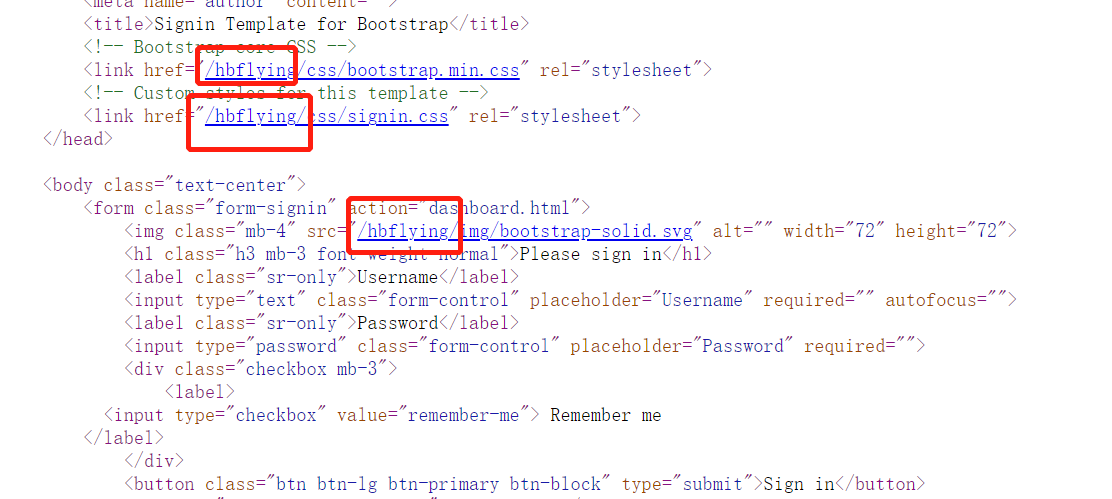 <meta name="author" content="">
<title>Signin Template for Bootstrap</title>
<!-- Bootstrap core CSS -->
<link href="/hbflying/css/bootstrap.min.css" rel="stylesheet">
<!-- Custom styles for this template -->
<link href="/hbflying/css/signin.css" rel="stylesheet">
</head>
<body class="text-center">
<form class="form-signin" action="dashboard.html">
<img class="mb-4" src="/hbflying/img/bootstrap-solid.svg" alt="" width="72" height="72">
<h1 class="h3 mb-3 font-weight-normal">Please sign in</h1>
<label class="sr-only">Username</label>
<input type="text" class="form-control" placeholder="Username" required="" autofocus="">
<label class="sr-only">Password</label>
<input type="password" class="form-control" placeholder="Password" required="">
<div class="checkbox mb-3">
<label>
<input type="checkbox" value="remember-me"> Remember me
</label>
</div>
<button class="btn btn-lg btn-primary btn-block" type="submit">Sign in</button>